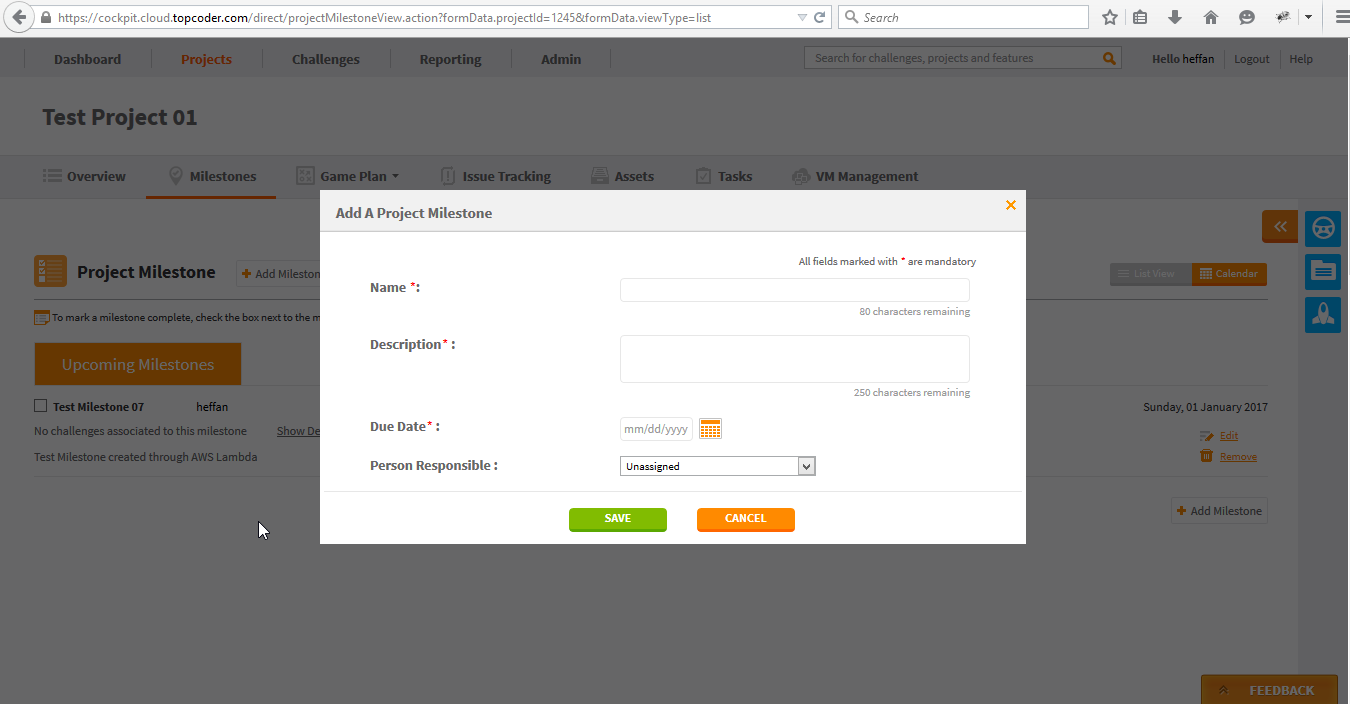 https://cockpit.cloud.topcoder.com/direct/projectMilestoneView.action?formData.projectId=1245&formData.viewType=list
Search
Dashboard Projects Challenges Reporting Admin
Search for challenges, projects and features
Hello heffan Logout Help
Test Project 01
Overview Milestones Game Plan Issue Tracking Assets Tasks VM Management
Add A Project Milestone
All fields marked with * are mandatory
Name *:
80 characters remaining
Description* :
250 characters remaining
Due Date* :
mm/dd/yyyy
Person Responsible :
Unassigned
SAVE CANCEL
Project Milestone
Add Mileston
List View Calendar
To mark a milestone complete, check the box next to the m
Upcoming Milestones
Test Milestone 07 heffan Sunday, 01 January 2017
No challenges associated to this milestone Show De
Edit
Test Milestone created through AWS Lambda
Remove
Add Milestone
FEEDBACK